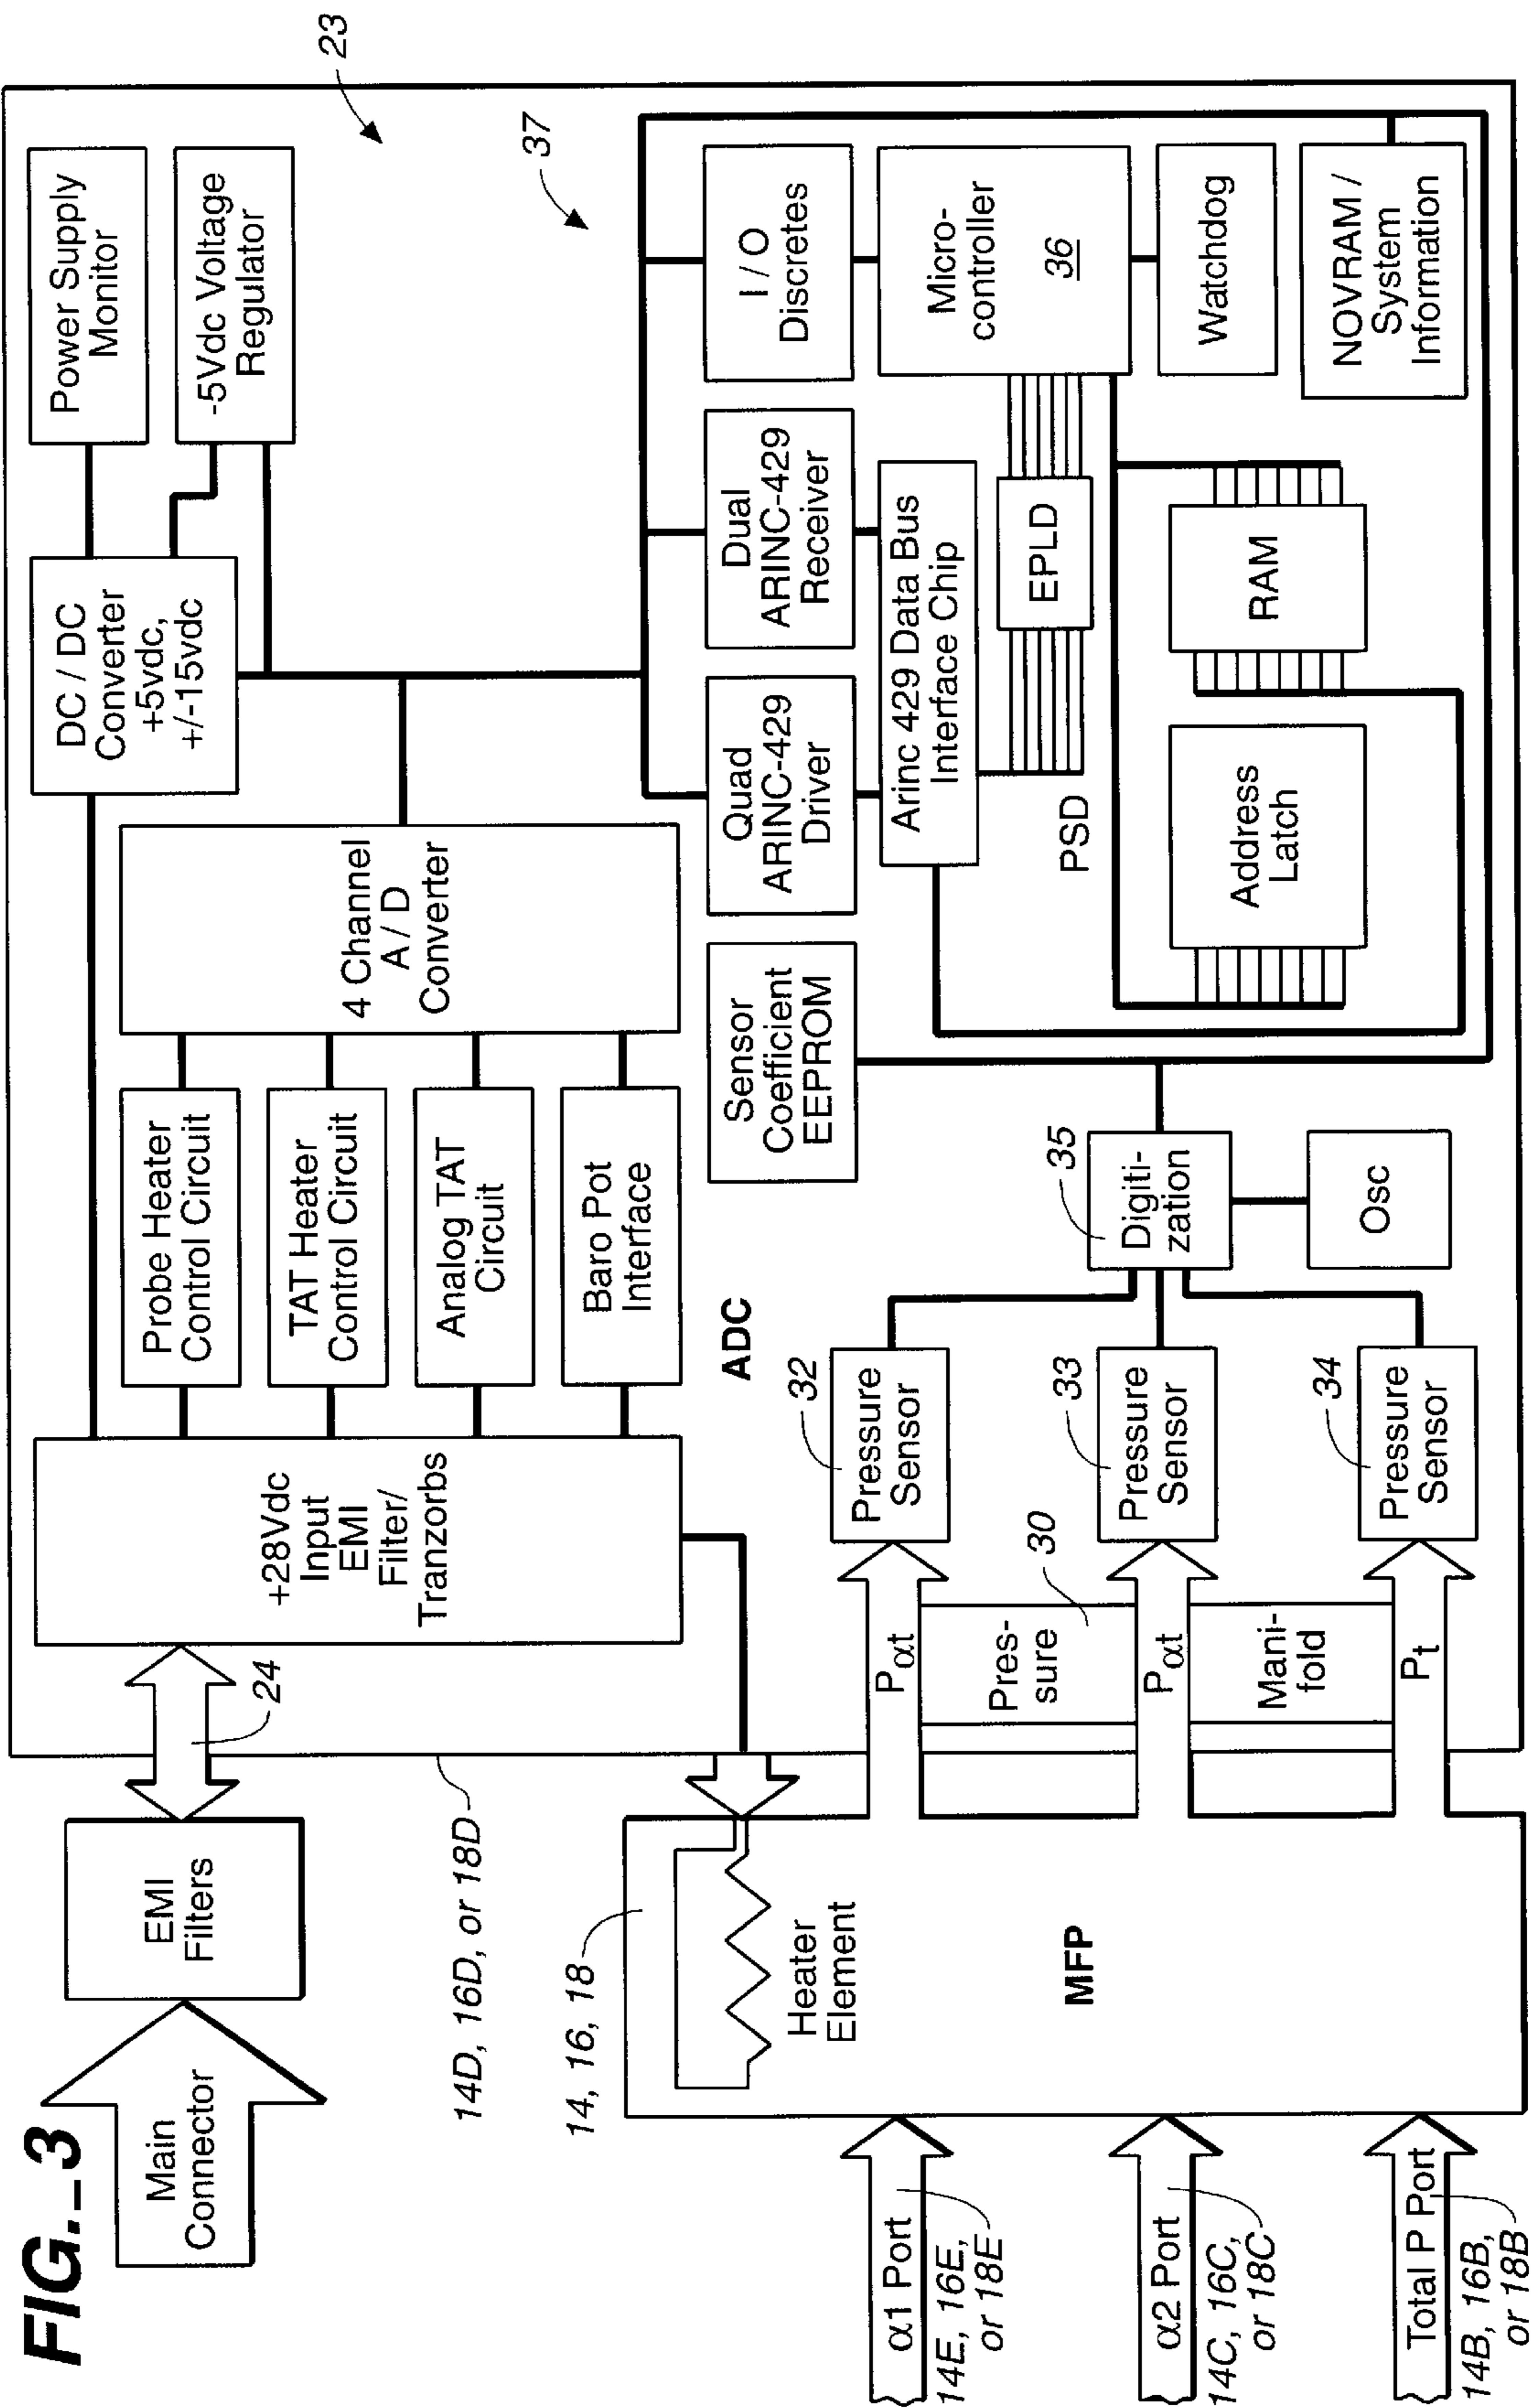 FIG._3
Main
Connector
EMI
Filters
24
+28Vdc
Input
EMI
Filter/
Tranzorbs
Probe Heater
Control Circuit
TAT Heater
Control Circuit
Analog TAT
Circuit
Baro Pot
Interface
4 Channel
A / D
Converter
DC / DC
Converter
+5vdc,
+/-15vdc
Power Supply
Monitor
-5Vdc Voltage
Regulator
23
37
14D, 16D, or 18D
14, 16, 18
Heater
Element
MFP
ADC
α1 Port
14E, 16E,
or 18E
α2 Port
14C, 16C,
or 18C
Total P Port
14B, 16B,
or 18B
Pαt
Pres-
sure
30
Pαt
Mani-
fold
Pt
32
Pressure
Sensor
33
Pressure
Sensor
34
Pressure
Sensor
35
Digiti-
zation
Osc
Sensor
Coefficient
EEPROM
Quad
ARINC-429
Driver
Dual
ARINC-429
Receiver
I / O
Discretes
Arinc 429 Data Bus
Interface Chip
Micro-
controller
36
EPLD
PSD
Watchdog
Address
Latch
RAM
NOVRAM /
System
Information